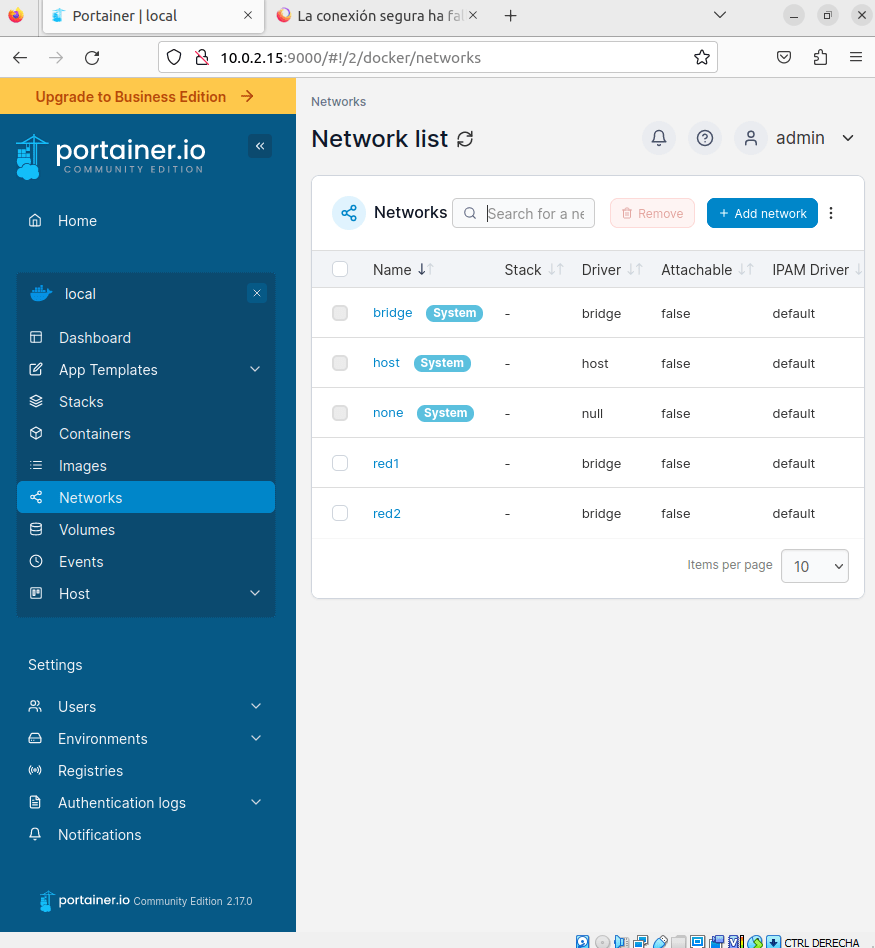 Portainer | local
La conexión segura ha fal
10.0.2.15:9000/#!/2/docker/networks
Upgrade to Business Edition
portainer.io
COMMUNITY EDITION
Home
local
Dashboard
App Templates
Stacks
Containers
Images
Networks
Volumes
Events
Host
Settings
Users
Environments
Registries
Authentication logs
Notifications
portainer.io Community Edition 2.17.0
Networks
Network list
admin
Networks Search for a ne Remove + Add network
Name Stack Driver Attachable IPAM Driver
bridge System - bridge false default
host System - host false default
none System - null false default
red1 - bridge false default
red2 - bridge false default
Items per page 10
CTRL DERECHA